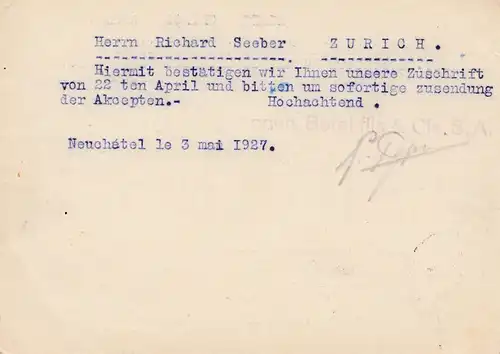 Herrn Richard Seeber    ZURICH.
Hiermit bestätigen wir Ihnen unsere Zuschrift
von 22 ten April und bitten um sofortige zusendung
der Akcepten.-    Hochachtend .
Neuchâtel le 3 mai 1927.